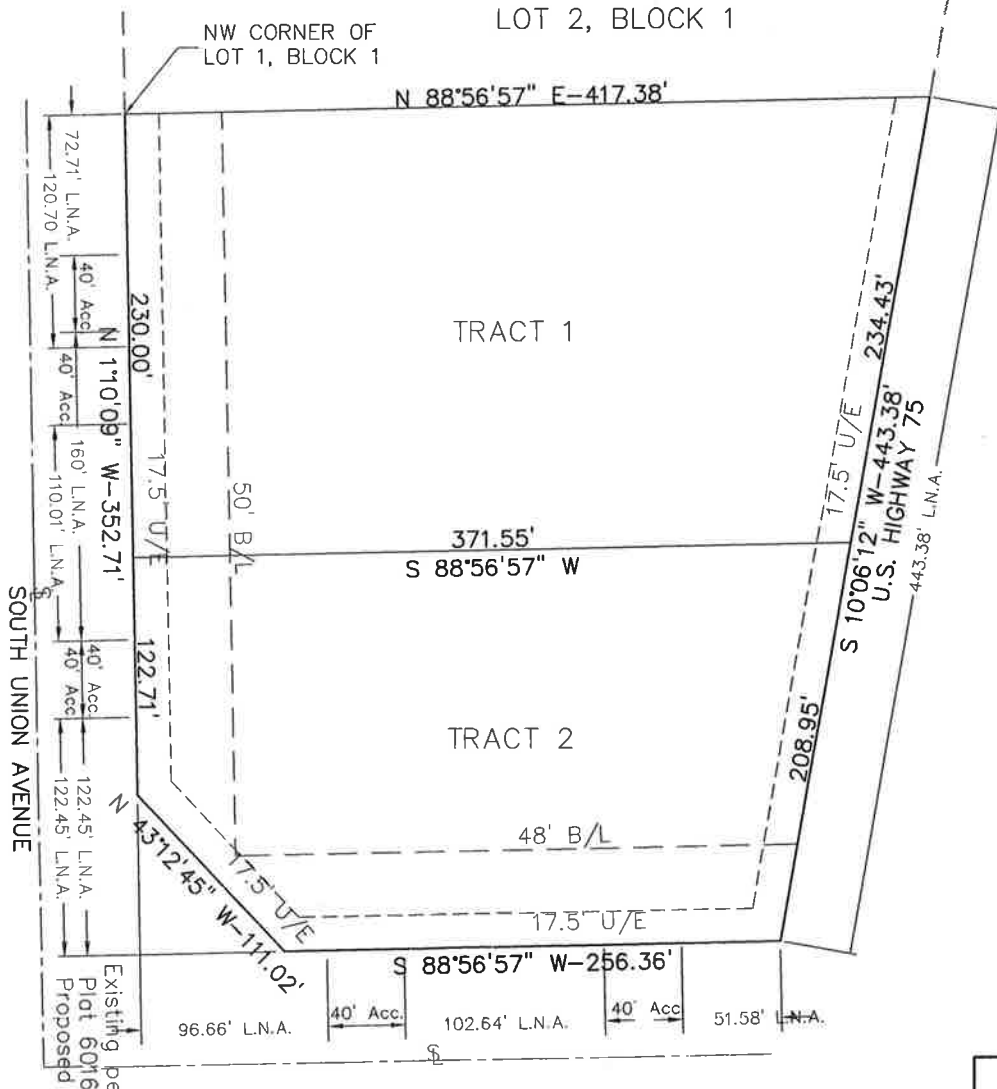 LOT 2, BLOCK 1
NW CORNER OF
LOT 1, BLOCK 1
N 88°56'57" E-417.38'
72.71' L.N.A.
120.70 L.N.A.
40' Acc
40' Acc.
230.00'
N 1°10'09" W-352.71'
17.5' U/E
50' B/L
160' L.N.A.
110.01' L.N.A.
TRACT 1
234.43'
17.5' U/E
S 10°06'12" W-443.38'
U.S. HIGHWAY 75
443.38' L.N.A.
371.55'
S 88°56'57" W
122.71'
40' Acc.
40' Acc
SOUTH UNION AVENUE
TRACT 2
208.95'
122.45' L.N.A.
122.45' L.N.A.
48' B/L
N 43°12'45" W-111.02'
17.5' U/E
17.5' U/E
S 88°56'57" W-256.36'
Existing pe
Plat 6016
Proposed
96.66' L.N.A.
40' Acc.
102.64' L.N.A.
40' Acc
51.58' L.N.A.